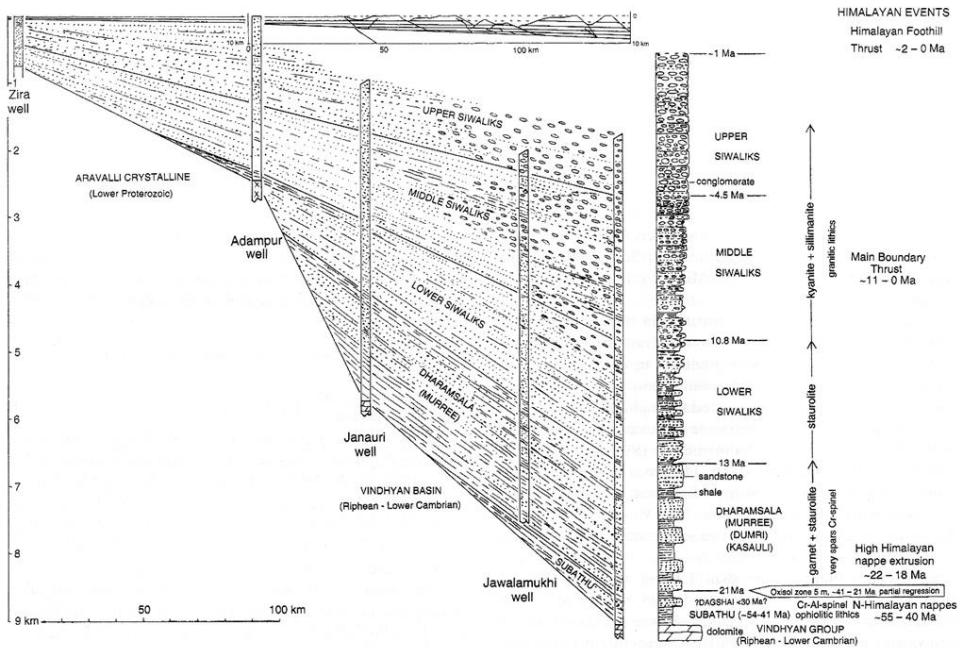 0
10 km
0
50
100 km
0
10 km
HIMALAYAN EVENTS
Himalayan Foothill
Thrust ~2 – 0 Ma
~1 Ma
1
Zira
well
UPPER SIWALIKS
UPPER
SIWALIKS
conglomerate
~4.5 Ma
2
ARAVALLI CRYSTALLINE
(Lower Proterozoic)
MIDDLE SIWALIKS
3
Adampur
well
MIDDLE
SIWALIKS
kyanite + sillimanite
granitic lithics
Main Boundary
Thrust
~11 – 0 Ma
4
LOWER SIWALIKS
10.8 Ma
5
DHARAMSALA
(MURREE)
LOWER
SIWALIKS
staurolite
6
Janauri
well
13 Ma
sandstone
shale
7
VINDHYAN BASIN
(Riphean - Lower Cambrian)
DHARAMSALA
(MURREE)
(DUMRI)
(KASAULI)
garnet + staurolite
very spars Cr-spinel
8
SUBATHU
High Himalayan
nappe extrusion
~22 – 18 Ma
Jawalamukhi
well
21 Ma
Oxisol zone 5 m, ~41 – 21 Ma partial regression
?DAGSHAI <30 Ma?
Cr-Al-spinel
N-Himalayan nappes
SUBATHU (~54-41 Ma)
ophiolitic lithics
~55 – 40 Ma
9 km
50
100 km
dolomite
VINDHYAN GROUP
(Riphean - Lower Cambrian)